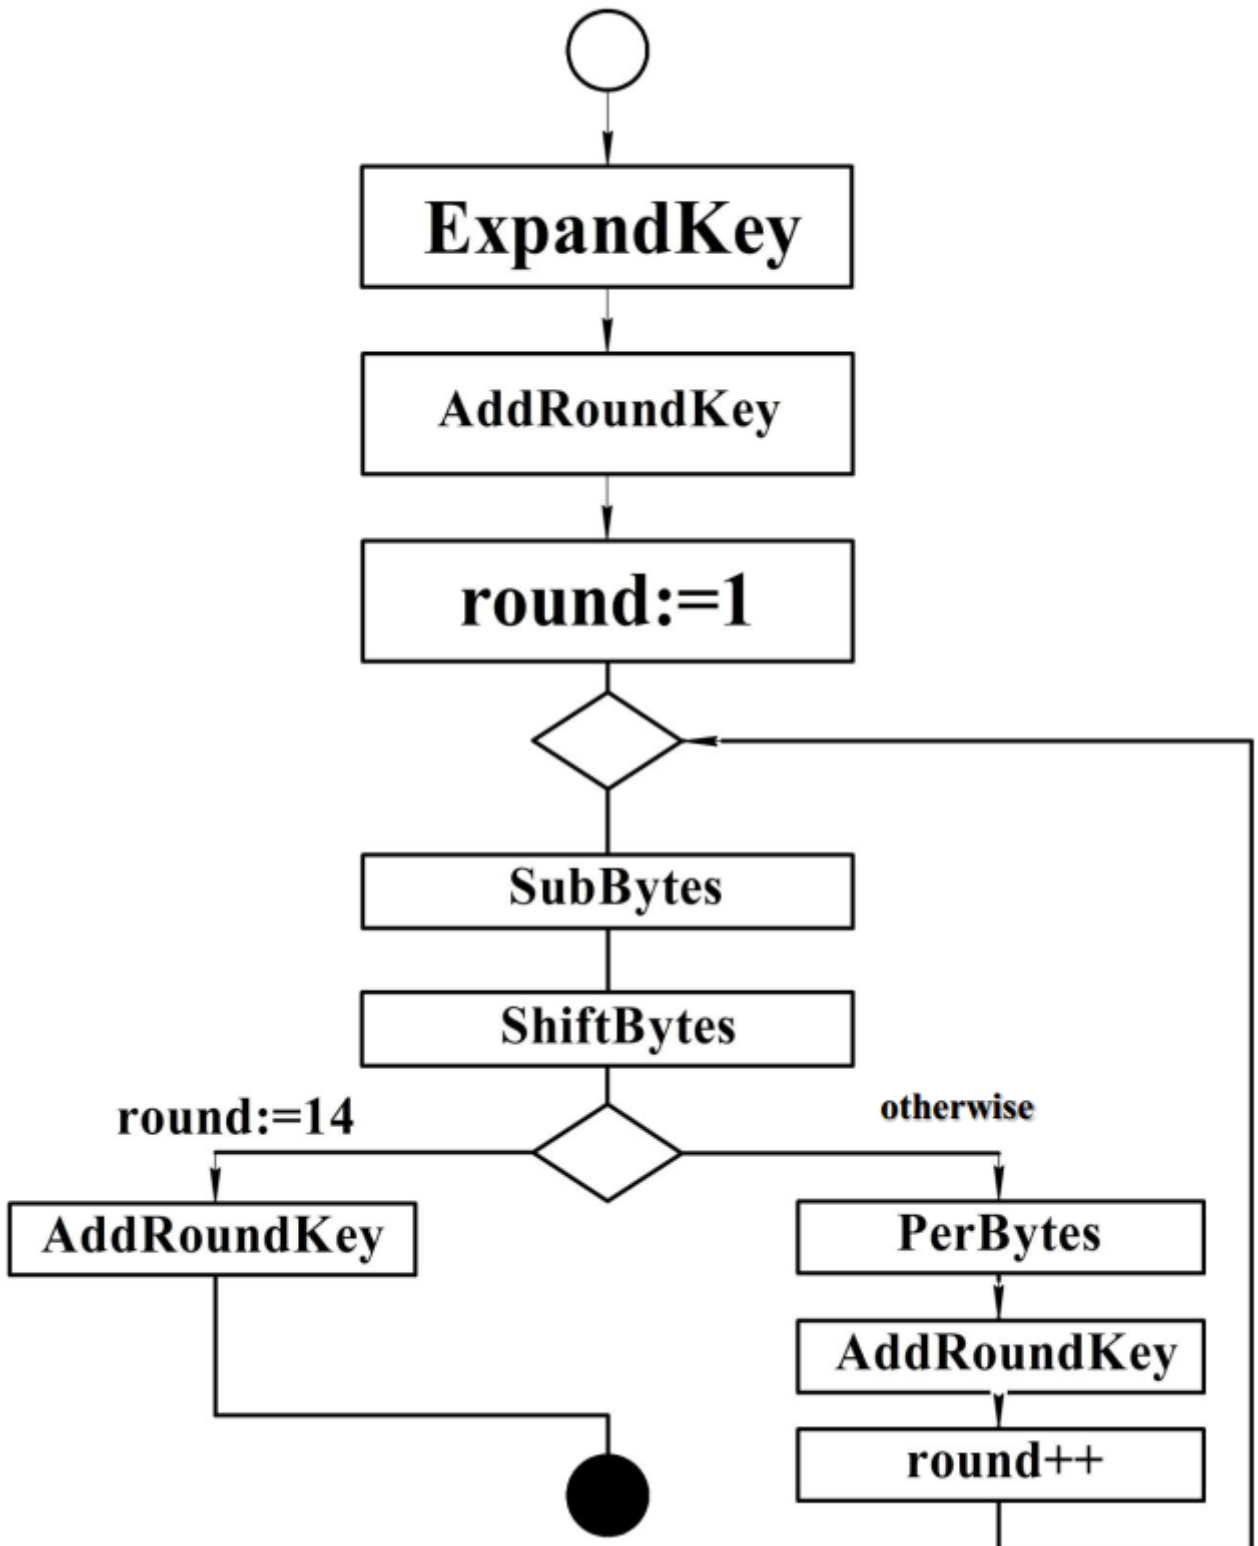 ExpandKey
AddRoundKey
round:=1
SubBytes
ShiftBytes
round:=14
otherwise
AddRoundKey
PerBytes
AddRoundKey
round++